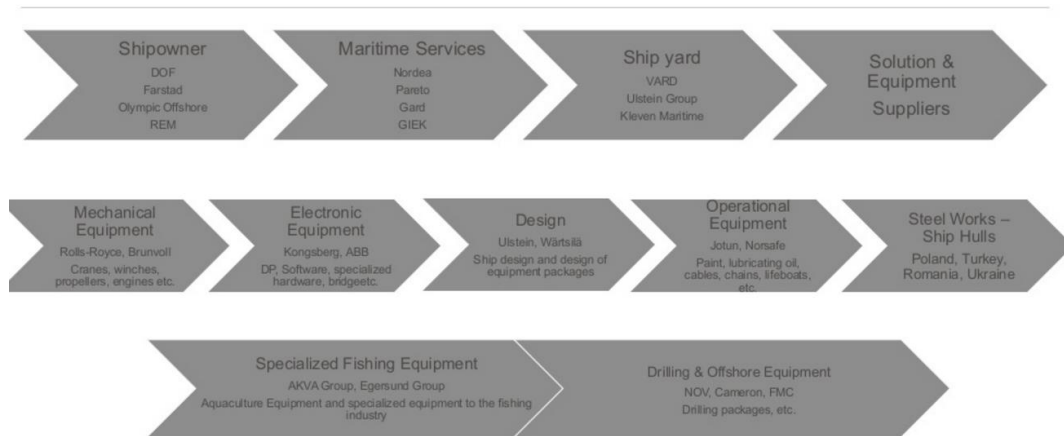 Shipowner
DOF
Farstad
Olympic Offshore
REM
Maritime Services
Nordea
Pareto
Gard
GIEK
Ship yard
VARD
Ulstein Group
Kleven Maritime
Solution &
Equipment
Suppliers
Mechanical
Equipment
Rolls-Royce, Brunvoll
Cranes, winches,
propellers, engines etc.
Electronic
Equipment
Kongsberg, ABB
DP, Software, specialized
hardware, bridgeetc.
Design
Ulstein, Wärtsilä
Ship design and design of
equipment packages
Operational
Equipment
Jotun, Norsafe
Paint, lubricating oil,
cables, chains, lifeboats,
etc.
Steel Works –
Ship Hulls
Poland, Turkey,
Romania, Ukraine
Specialized Fishing Equipment
AKVA Group, Egersund Group
Aquaculture Equipment and specialized equipment to the fishing
industry
Drilling & Offshore Equipment
NOV, Cameron, FMC
Drilling packages, etc.